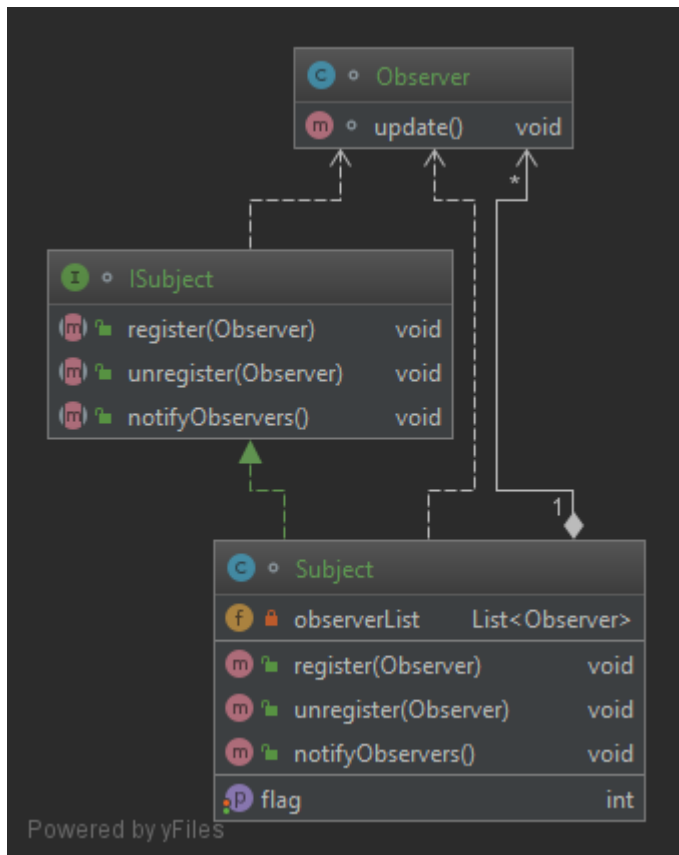 Observer
update() void
*
ISubject
register(Observer) void
unregister(Observer) void
notifyObservers() void
1
Subject
observerList List<Observer>
register(Observer) void
unregister(Observer) void
notifyObservers() void
flag int
Powered by yFiles